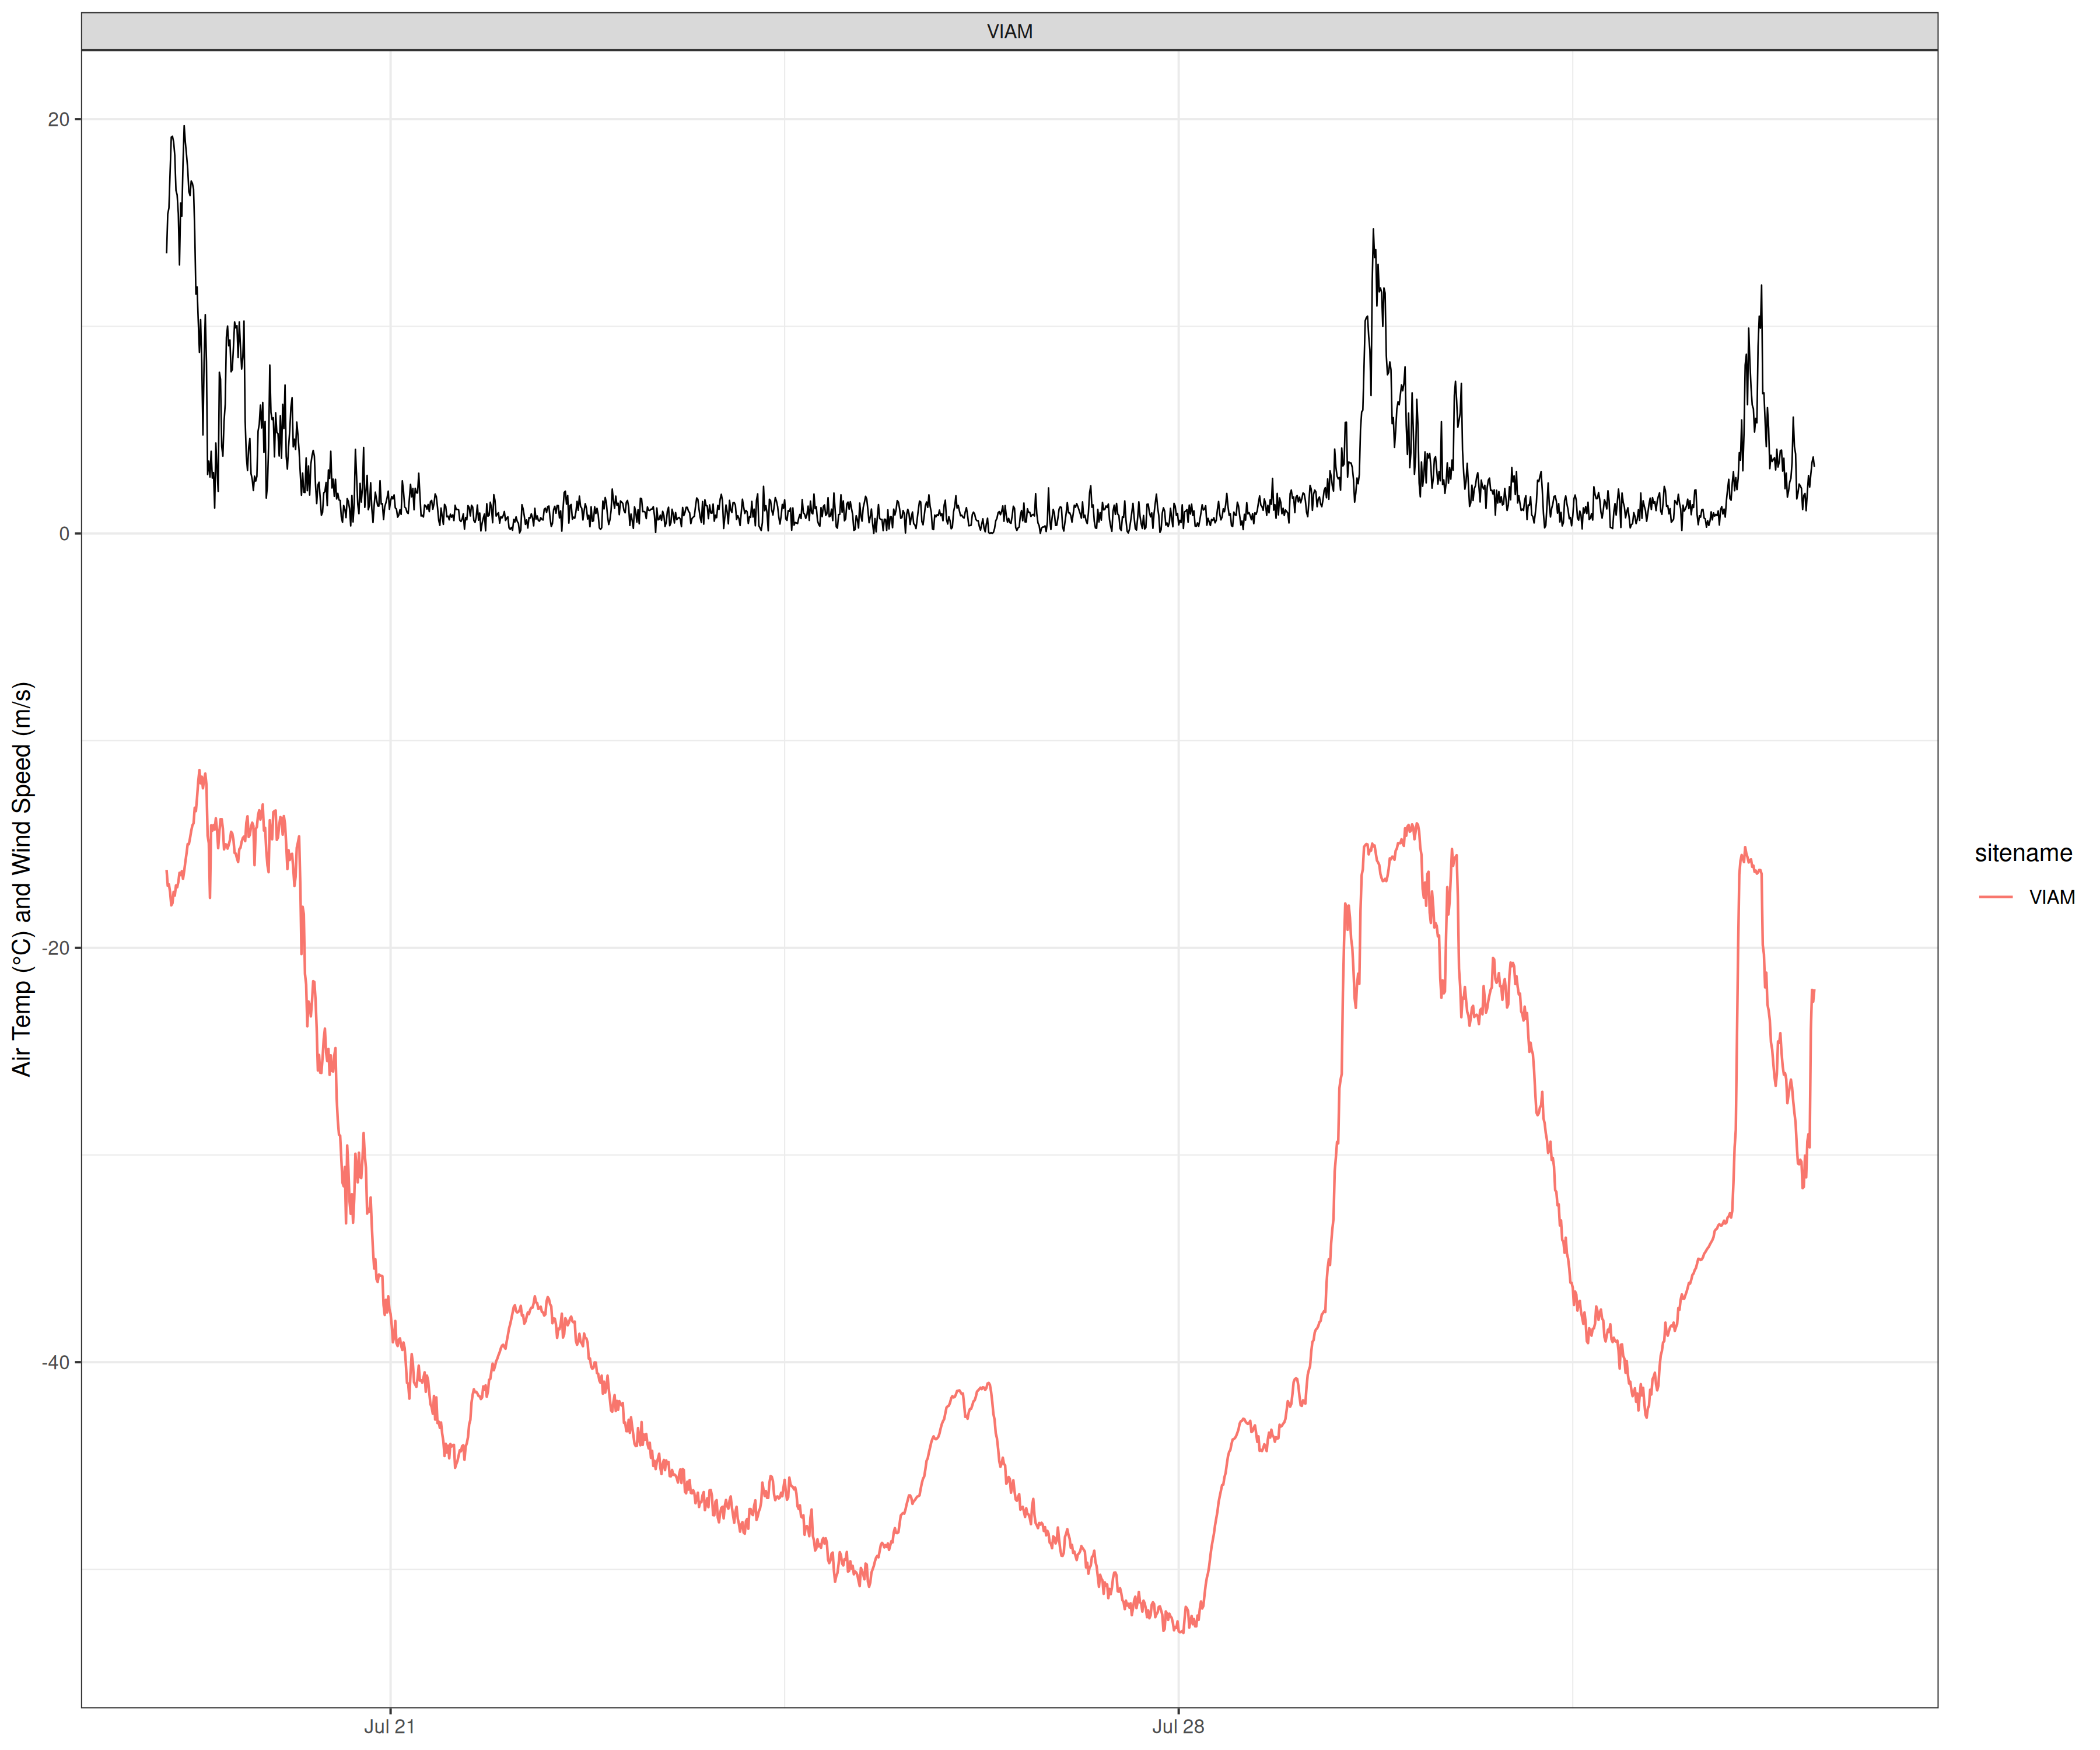 VIAM
20
0
-20
-40
Air Temp (°C) and Wind Speed (m/s)
Jul 21
Jul 28
sitename
VIAM